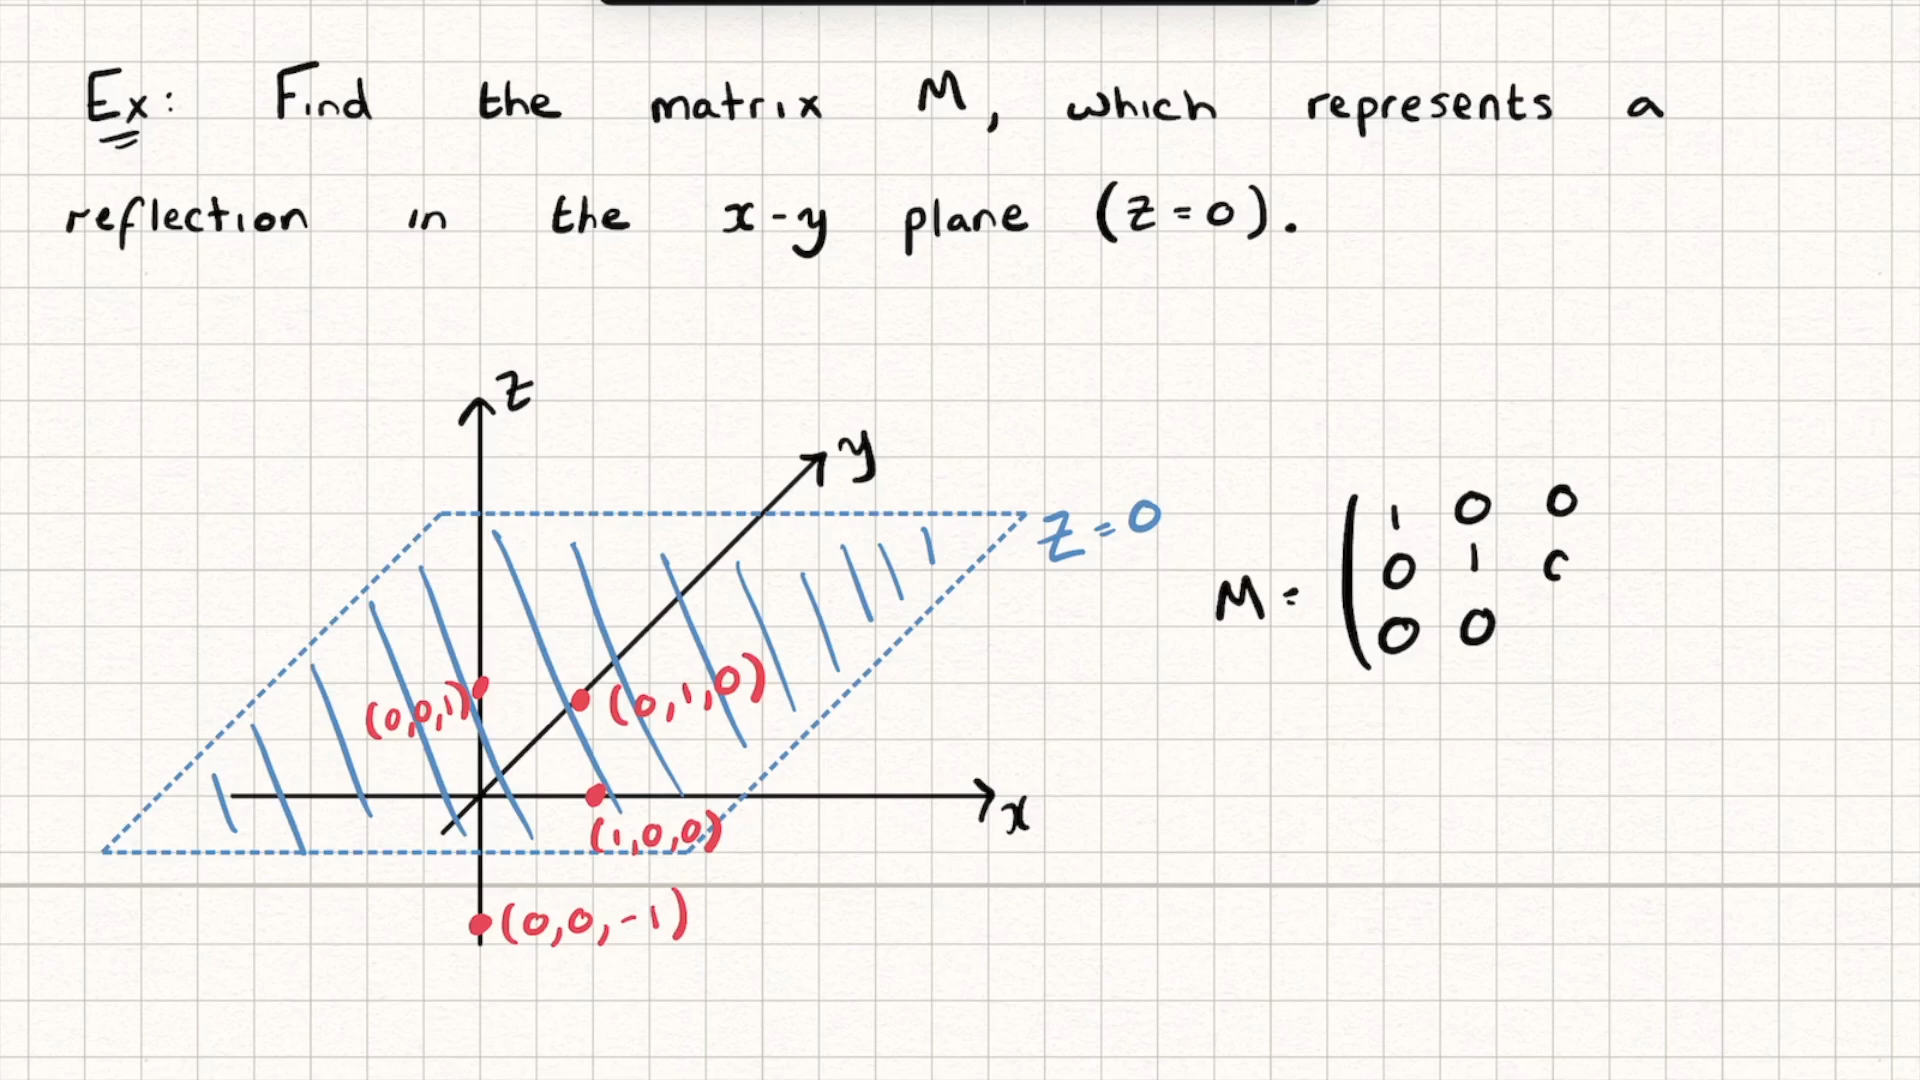 Ex: Find the matrix M, which represents a
reflection in the x-y plane (z=0).
z
y
z=0
(0,0,1)
(0,1,0)
x
(1,0,0)
(0,0,-1)
M = ( 1 0 0
0 1 c
0 0